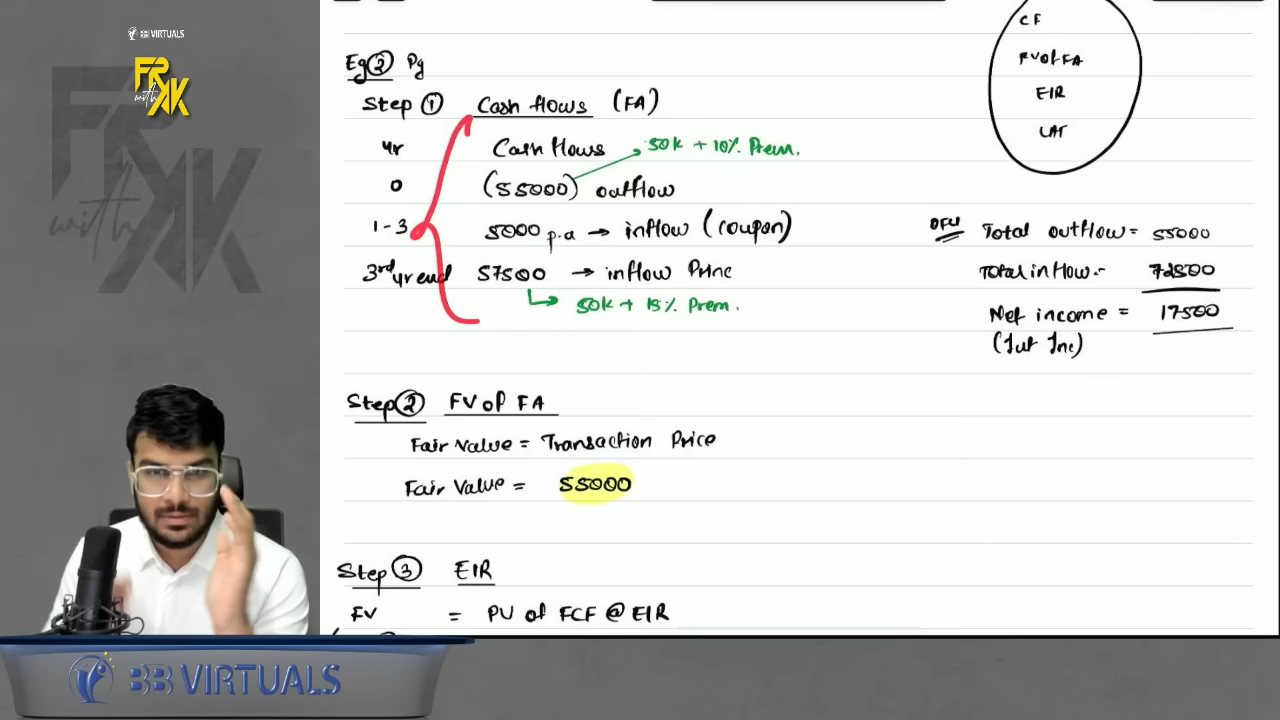 BB VIRTUALS
FR
with
AK
CF
FV of FA
EIR
LAT
Eg ② Pg
Step ① Cash flows (FA)
Yr Cash flows 50k + 10% Prem.
0 (55000) outflow
1-3 5000 p.a → inflow (coupon)
3rd yr end 57500 → inflow Princ
↳ 50k + 15% Prem.
Total outflow = 55000
Total inflow - 72500
Net income = 17500
(Int Inc)
Step ② FV of FA
Fair Value = Transaction Price
Fair Value = 55000
Step ③ EIR
FV = PV of FCF @ EIR
BB VIRTUALS